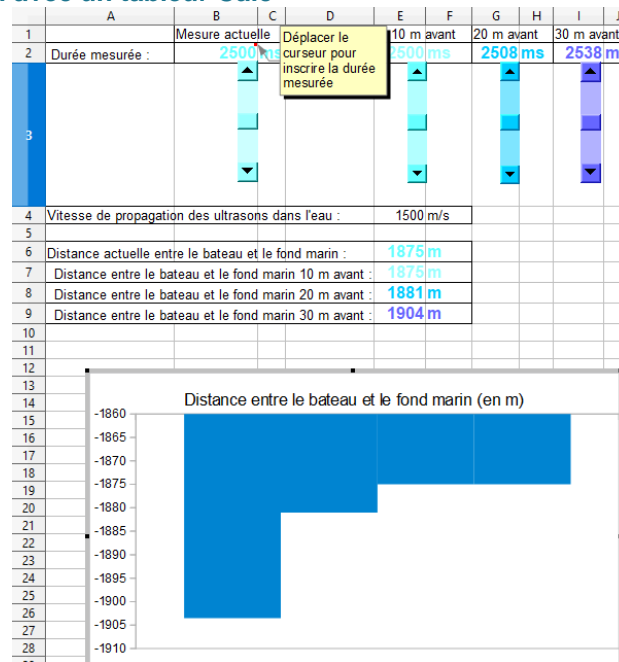 A B C D E F G H I
1 Mesure actuelle 10 m avant 20 m avant 30 m avant
Déplacer le
curseur pour
inscrire la durée
mesurée
2 Durée mesurée : 2500 ms 2500 ms 2508 ms 2538 m
3
4 Vitesse de propagation des ultrasons dans l'eau : 1500 m/s
5
6 Distance actuelle entre le bateau et le fond marin : 1875 m
7 Distance entre le bateau et le fond marin 10 m avant : 1875 m
8 Distance entre le bateau et le fond marin 20 m avant : 1881 m
9 Distance entre le bateau et le fond marin 30 m avant : 1904 m
10
11
12
13
14
15
16
17
18
19
20
21
22
23
24
25
26
27
28
Distance entre le bateau et le fond marin (en m)
-1860
-1865
-1870
-1875
-1880
-1885
-1890
-1895
-1900
-1905
-1910